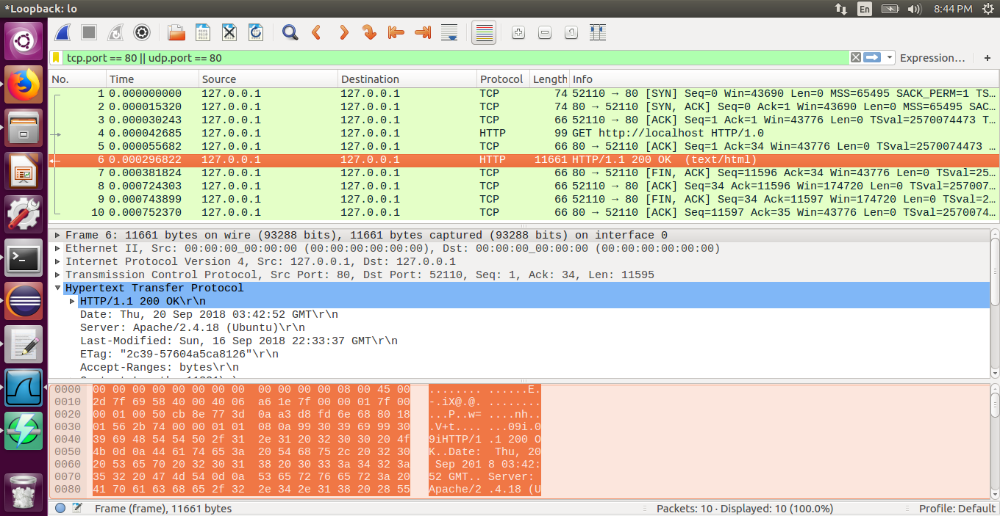 *Loopback: lo
En
8:44 PM
tcp.port == 80 || udp.port == 80
Expression…
+
No. Time Source Destination Protocol Length Info
1 0.000000000 127.0.0.1 127.0.0.1 TCP 74 52110 → 80 [SYN] Seq=0 Win=43690 Len=0 MSS=65495 SACK_PERM=1 TS…
2 0.000015320 127.0.0.1 127.0.0.1 TCP 74 80 → 52110 [SYN, ACK] Seq=0 Ack=1 Win=43690 Len=0 MSS=65495 SAC…
3 0.000030243 127.0.0.1 127.0.0.1 TCP 66 52110 → 80 [ACK] Seq=1 Ack=1 Win=43776 Len=0 TSval=2570074473 T…
4 0.000042685 127.0.0.1 127.0.0.1 HTTP 99 GET http://localhost HTTP/1.0
5 0.000055682 127.0.0.1 127.0.0.1 TCP 66 80 → 52110 [ACK] Seq=1 Ack=34 Win=43776 Len=0 TSval=2570074473 …
6 0.000296822 127.0.0.1 127.0.0.1 HTTP 11661 HTTP/1.1 200 OK (text/html)
7 0.000381824 127.0.0.1 127.0.0.1 TCP 66 80 → 52110 [FIN, ACK] Seq=11596 Ack=34 Win=43776 Len=0 TSval=25…
8 0.000724303 127.0.0.1 127.0.0.1 TCP 66 52110 → 80 [ACK] Seq=34 Ack=11596 Win=174720 Len=0 TSval=257007…
9 0.000743899 127.0.0.1 127.0.0.1 TCP 66 52110 → 80 [FIN, ACK] Seq=34 Ack=11597 Win=174720 Len=0 TSval=2…
10 0.000752370 127.0.0.1 127.0.0.1 TCP 66 80 → 52110 [ACK] Seq=11597 Ack=35 Win=43776 Len=0 TSval=2570074…
Frame 6: 11661 bytes on wire (93288 bits), 11661 bytes captured (93288 bits) on interface 0
Ethernet II, Src: 00:00:00_00:00:00 (00:00:00:00:00:00), Dst: 00:00:00_00:00:00 (00:00:00:00:00:00)
Internet Protocol Version 4, Src: 127.0.0.1, Dst: 127.0.0.1
Transmission Control Protocol, Src Port: 80, Dst Port: 52110, Seq: 1, Ack: 34, Len: 11595
Hypertext Transfer Protocol
HTTP/1.1 200 OK\r\n
Date: Thu, 20 Sep 2018 03:42:52 GMT\r\n
Server: Apache/2.4.18 (Ubuntu)\r\n
Last-Modified: Sun, 16 Sep 2018 22:33:37 GMT\r\n
ETag: "2c39-57604a5ca8126"\r\n
Accept-Ranges: bytes\r\n
0000 00 00 00 00 00 00 00 00 00 00 00 00 08 00 45 00 ........ ......E.
0010 2d 7f 69 58 40 00 40 06 a6 1e 7f 00 00 01 7f 00 -.iX@.@. ........
0020 00 01 00 50 cb 8e 77 3d 0a a3 d8 fd 6e 68 80 18 ...P..w= ....nh..
0030 01 56 2b 74 00 00 01 01 08 0a 99 30 39 69 99 30 .V+t.... ...09i.0
0040 39 69 48 54 54 50 2f 31 2e 31 20 32 30 30 20 4f 9iHTTP/1 .1 200 O
0050 4b 0d 0a 44 61 74 65 3a 20 54 68 75 2c 20 32 30 K..Date: Thu, 20
0060 20 53 65 70 20 32 30 31 38 20 30 33 3a 34 32 3a Sep 201 8 03:42:
0070 35 32 20 47 4d 54 0d 0a 53 65 72 76 65 72 3a 20 52 GMT.. Server:
0080 41 70 61 63 68 65 2f 32 2e 34 2e 31 38 20 28 55 Apache/2 .4.18 (U
Frame (frame), 11661 bytes
Packets: 10 · Displayed: 10 (100.0%)
Profile: Default